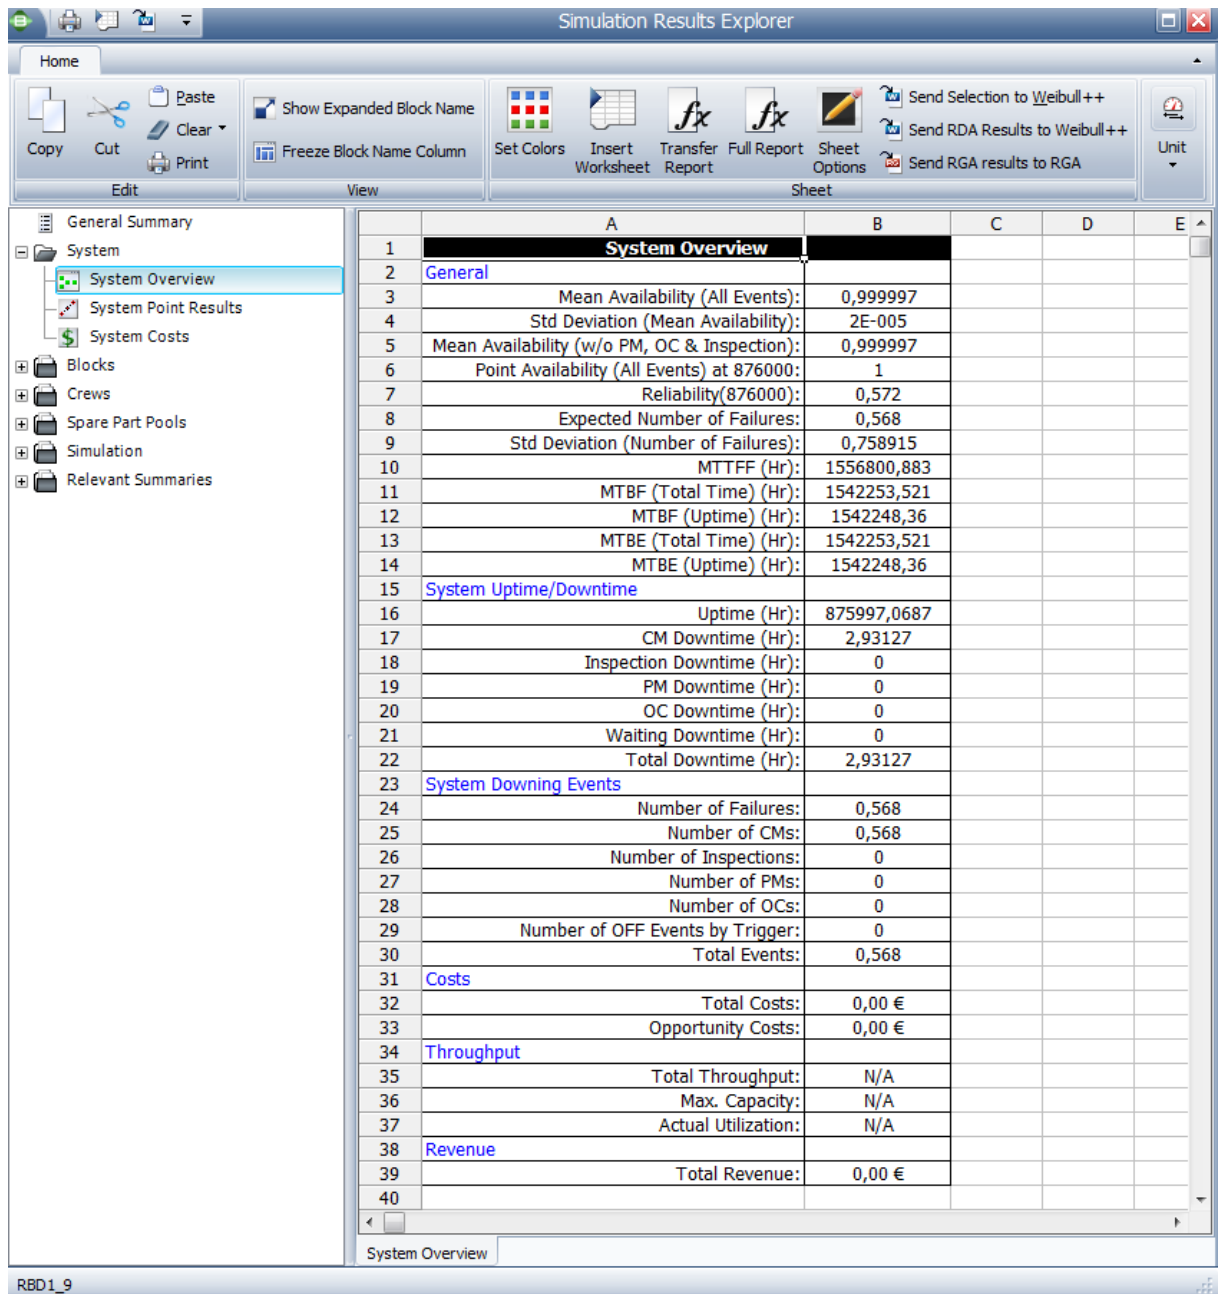 Simulation Results Explorer
Home
Copy
Cut
Paste
Clear
Print
Edit
Show Expanded Block Name
Freeze Block Name Column
View
Set Colors
Insert Worksheet
Transfer Report
Full Report
Sheet Options
Send Selection to Weibull++
Send RDA Results to Weibull++
Send RGA results to RGA
Sheet
Unit
General Summary
System
System Overview
System Point Results
System Costs
Blocks
Crews
Spare Part Pools
Simulation
Relevant Summaries
A B C D E
1 System Overview
2 General
3 Mean Availability (All Events): 0,999997
4 Std Deviation (Mean Availability): 2E-005
5 Mean Availability (w/o PM, OC & Inspection): 0,999997
6 Point Availability (All Events) at 876000: 1
7 Reliability(876000): 0,572
8 Expected Number of Failures: 0,568
9 Std Deviation (Number of Failures): 0,758915
10 MTTFF (Hr): 1556800,883
11 MTBF (Total Time) (Hr): 1542253,521
12 MTBF (Uptime) (Hr): 1542248,36
13 MTBE (Total Time) (Hr): 1542253,521
14 MTBE (Uptime) (Hr): 1542248,36
15 System Uptime/Downtime
16 Uptime (Hr): 875997,0687
17 CM Downtime (Hr): 2,93127
18 Inspection Downtime (Hr): 0
19 PM Downtime (Hr): 0
20 OC Downtime (Hr): 0
21 Waiting Downtime (Hr): 0
22 Total Downtime (Hr): 2,93127
23 System Downing Events
24 Number of Failures: 0,568
25 Number of CMs: 0,568
26 Number of Inspections: 0
27 Number of PMs: 0
28 Number of OCs: 0
29 Number of OFF Events by Trigger: 0
30 Total Events: 0,568
31 Costs
32 Total Costs: 0,00 €
33 Opportunity Costs: 0,00 €
34 Throughput
35 Total Throughput: N/A
36 Max. Capacity: N/A
37 Actual Utilization: N/A
38 Revenue
39 Total Revenue: 0,00 €
40
System Overview
RBD1_9